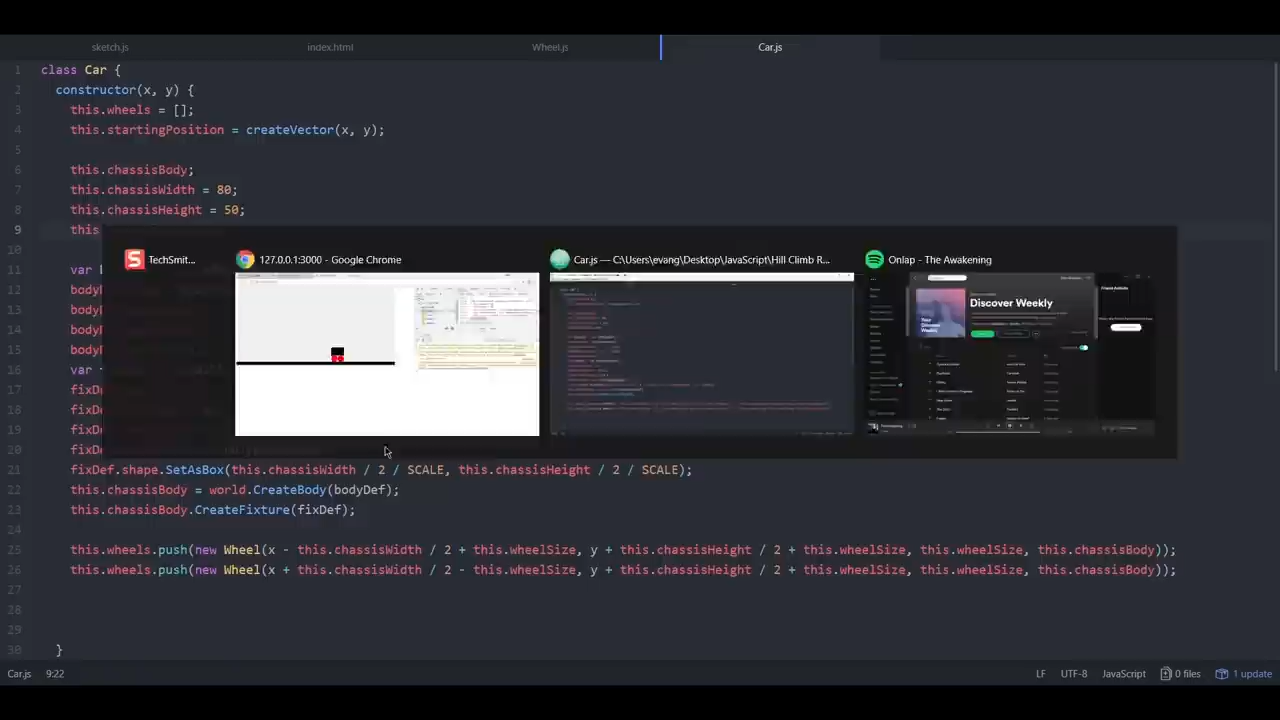 sketch.js
index.html
Wheel.js
Car.js
1 class Car {
2 constructor(x, y) {
3 this.wheels = [];
4 this.startingPosition = createVector(x, y);
5
6 this.chassisBody;
7 this.chassisWidth = 80;
8 this.chassisHeight = 50;
9 this
10
11 var
12 body
13 body
14 body
15 body
16 var
17 fixD
18 fixD
19 fixD
20 fixD
TechSmit...
127.0.0.1:3000 - Google Chrome
Car.js — C:\Users\evang\Desktop\JavaScript\Hill Climb R...
Onlap - The Awakening
Discover Weekly
21 fixDef.shape.SetAsBox(this.chassisWidth / 2 / SCALE, this.chassisHeight / 2 / SCALE);
22 this.chassisBody = world.CreateBody(bodyDef);
23 this.chassisBody.CreateFixture(fixDef);
24
25 this.wheels.push(new Wheel(x - this.chassisWidth / 2 + this.wheelSize, y + this.chassisHeight / 2 + this.wheelSize, this.wheelSize, this.chassisBody));
26 this.wheels.push(new Wheel(x + this.chassisWidth / 2 - this.wheelSize, y + this.chassisHeight / 2 + this.wheelSize, this.wheelSize, this.chassisBody));
27
28
29
30 }
Car.js 9:22 LF UTF-8 JavaScript 0 files 1 update